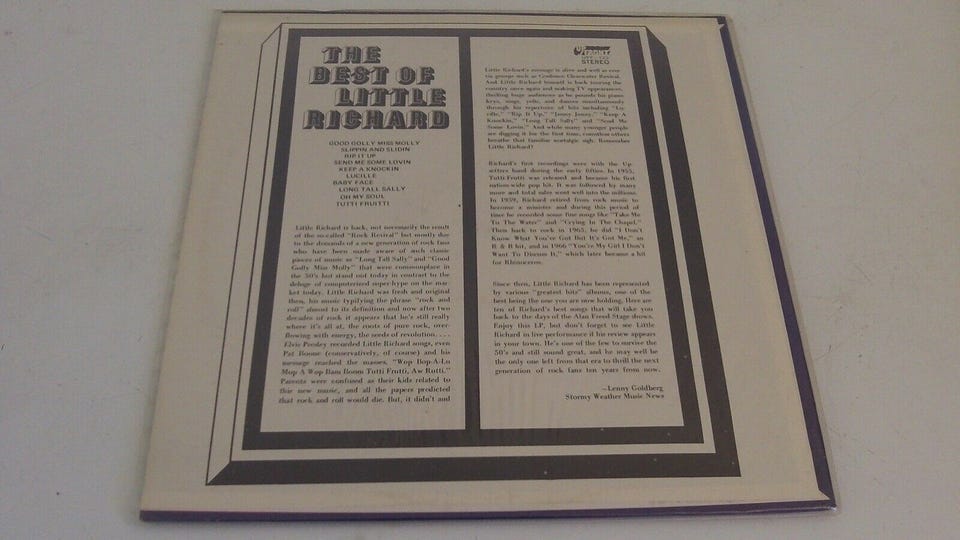 THE
BEST OF
LITTLE
RICHARD
GOOD GOLLY MISS MOLLY
SLIPPIN AND SLIDIN
RIP IT UP
SEND ME SOME LOVIN
KEEP A KNOCKIN
LUCILLE
BABY FACE
LONG TALL SALLY
OH MY SOUL
TUTTI FRUITTI
Little Richard is back, not necessarily the result
of the so-called "Rock Revival" but mostly due
to the demands of a new generation of rock fans
who have been made aware of such classic
pieces of music as "Long Tall Sally" and "Good
Golly Miss Molly" that were commonplace in
the 50's but stand out today in contrast to the
deluge of computerized super-hype on the mar-
ket today. Little Richard was fresh and original
then, his music typifying the phrase "rock and
roll" almost to its definition and now after two
decades of rock it appears that he's still really
where it's all at, the roots of pure rock, over-
flowing with energy, the seeds of revolution....
Elvis Presley recorded Little Richard songs, even
Pat Boone (conservatively, of course) and his
message reached the masses. "Wop Bop-A-Lu
Mop A Wop Bam Boom Tutti Frutti, Aw Rutti."
Parents were confused as their kids related to
this new music, and all the papers predicted
that rock and roll would die. But, it didn't and
UPFRONT
STEREO
Little Richard's message is alive and well as over
via groups such as Creedence Clearwater Revival.
And Little Richard himself is back touring the
country once again and making TV appearances,
thrilling huge audiences as he pounds his piano
keys, sings, yells, and dances simultaneously
through his repertoire of hits including "Lu-
cille," "Rip It Up," "Jenny Jenny," "Keep A
Knockin," "Long Tall Sally" and "Send Me
Some Lovin." And while many younger people
are digging it for the first time, countless others
breathe that familiar nostalgic sigh. Remember
Little Richard?
Richard's first recordings were with the Up-
setters band during the early fifties. In 1955,
Tutti-Frutti was released and became his first
nation-wide pop hit. It was followed by many
more and total sales went well into the millions.
In 1959, Richard retired from rock music to
become a minister and during this period of
time he recorded some fine songs like "Take Me
To The Water" and "Crying In The Chapel."
Then back to rock in 1965, he did "I Don't
Know What You've Got But It's Got Me," an
R & B hit, and in 1966 "You're My Girl I Don't
Want To Discuss It," which later became a hit
for Rhinoceros.
Since then, Little Richard has been represented
by various "greatest hits" albums, one of the
best being the one you are now holding. Here are
ten of Richard's best songs that will take you
back to the days of the Alan Freed Stage shows.
Enjoy this LP, but don't forget to see Little
Richard in live performance if his review appears
in your town. He's one of the few to survive the
50's and still sound great, and he may well be
the only one left from that era to thrill the next
generation of rock fans ten years from now.
—Lenny Goldberg
Stormy Weather Music News